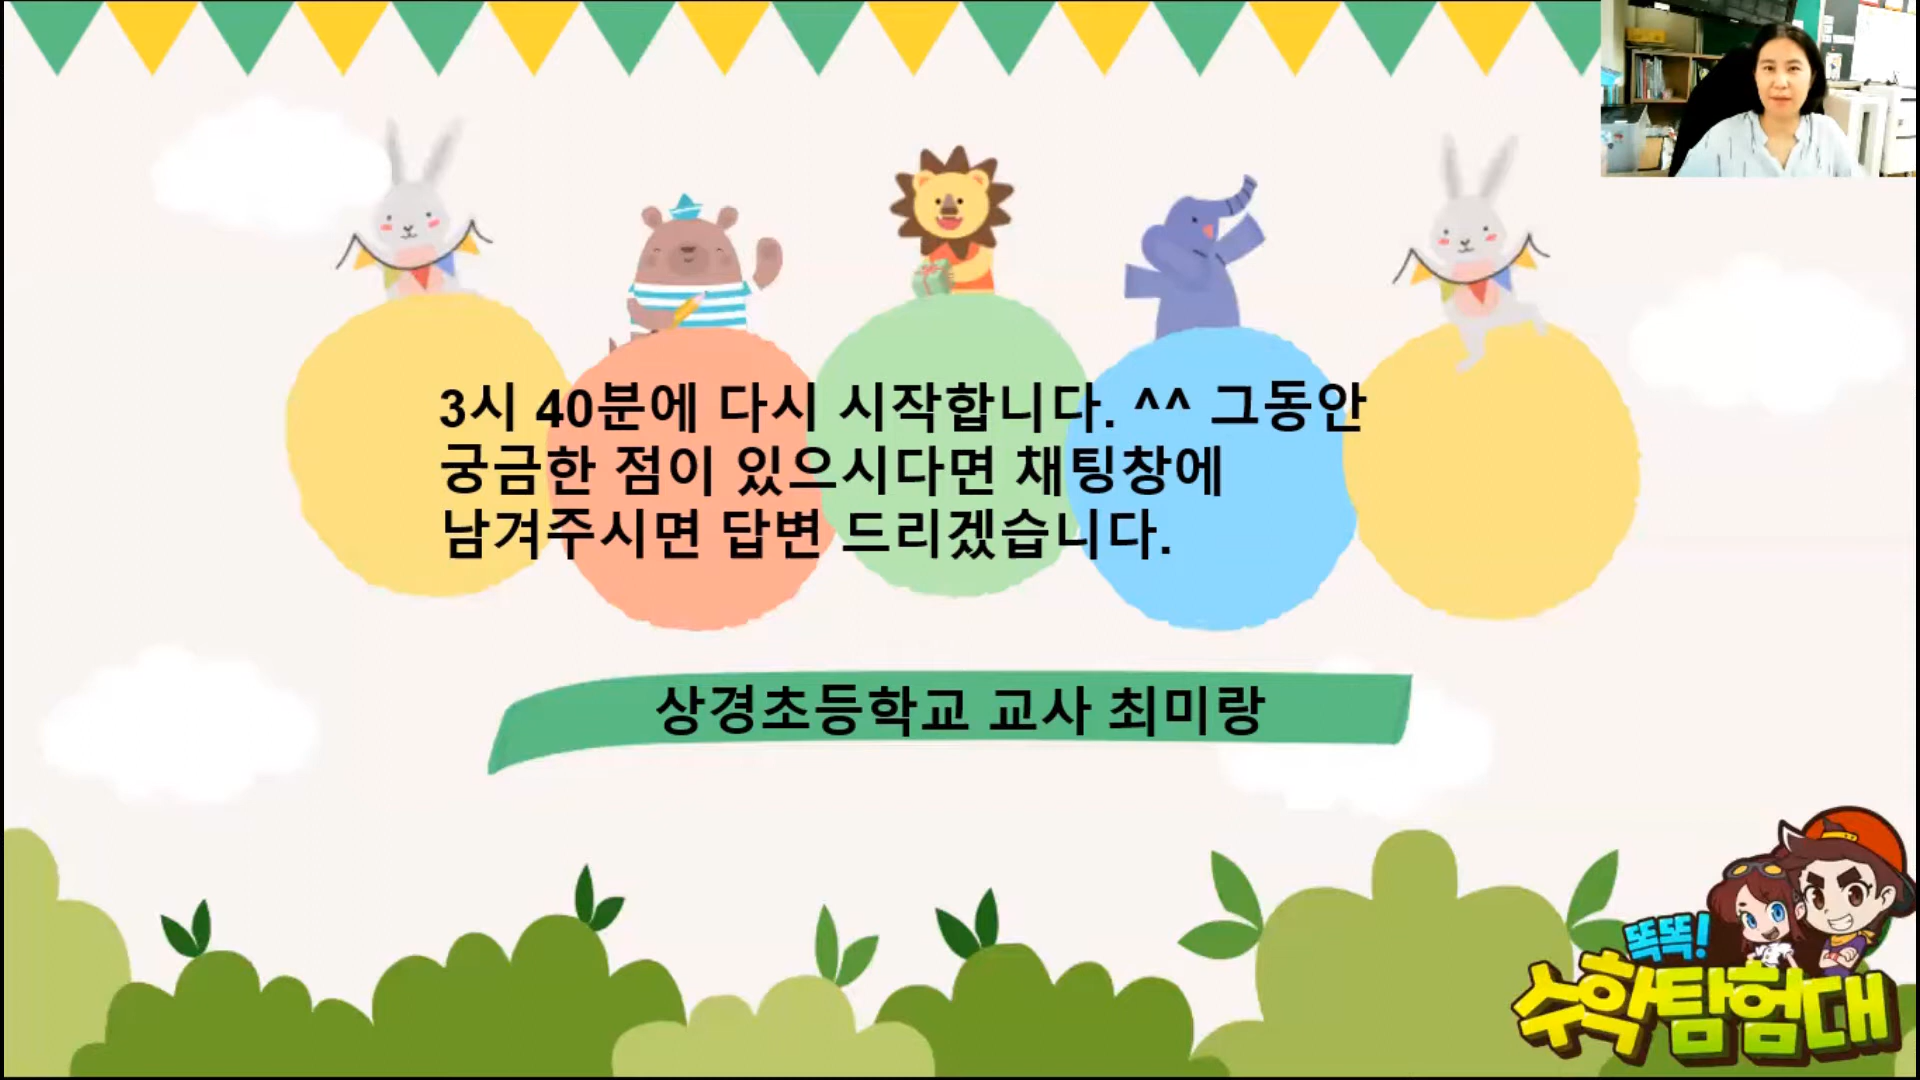 3시 40분에 다시 시작합니다. ^^ 그동안
궁금한 점이 있으시다면 채팅창에
남겨주시면 답변 드리겠습니다.
상경초등학교 교사 최미랑
똑똑!
수학탐험대